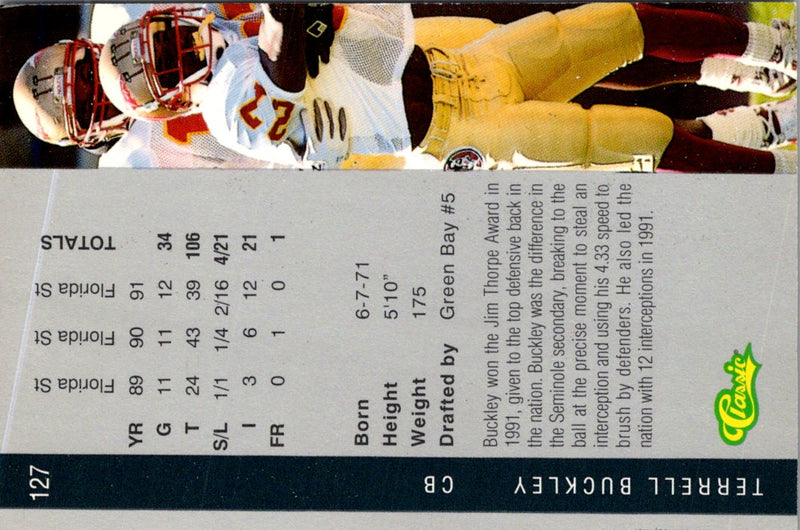 127
TERRELL BUCKLEY CB
YR G T S/L I FR
Florida St 89 11 24 1/1 3 0
Florida St 90 11 43 1/4 6 1
Florida St 91 12 39 2/16 12 0
TOTALS 34 106 4/21 21 1
Born 6-7-71
Height 5'10"
Weight 175
Drafted by Green Bay #5
Buckley won the Jim Thorpe Award in
1991, given to the top defensive back in
the nation. Buckley was the difference in
the Seminole secondary, breaking to the
ball at the precise moment to steal an
interception and using his 4.33 speed to
brush by defenders. He also led the
nation with 12 interceptions in 1991.
Classic
27